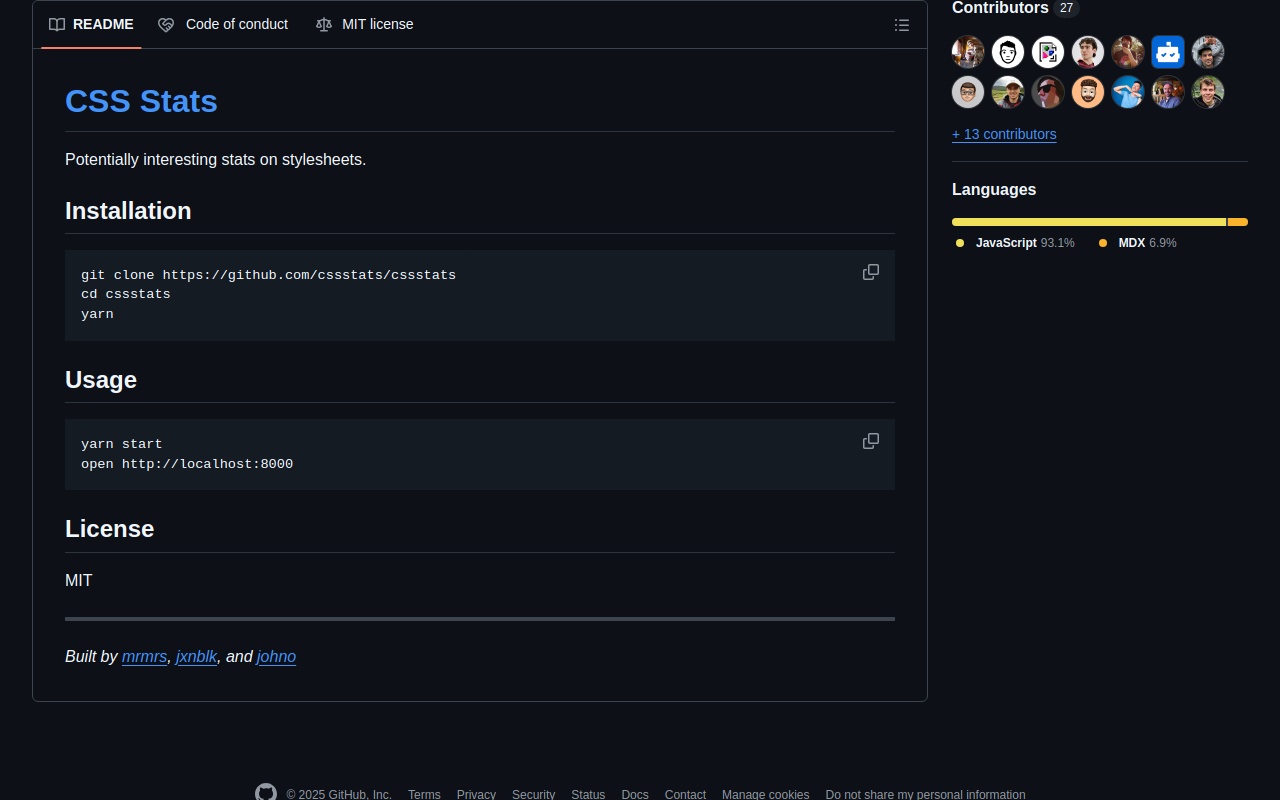 README
Code of conduct
MIT license
CSS Stats
Potentially interesting stats on stylesheets.
Installation
git clone https://github.com/cssstats/cssstats
cd cssstats
yarn
Usage
yarn start
open http://localhost:8000
License
MIT
Built by mrmrs, jxnblk, and johno
Contributors 27
+ 13 contributors
Languages
JavaScript 93.1% MDX 6.9%
© 2025 GitHub, Inc. Terms Privacy Security Status Docs Contact Manage cookies Do not share my personal information